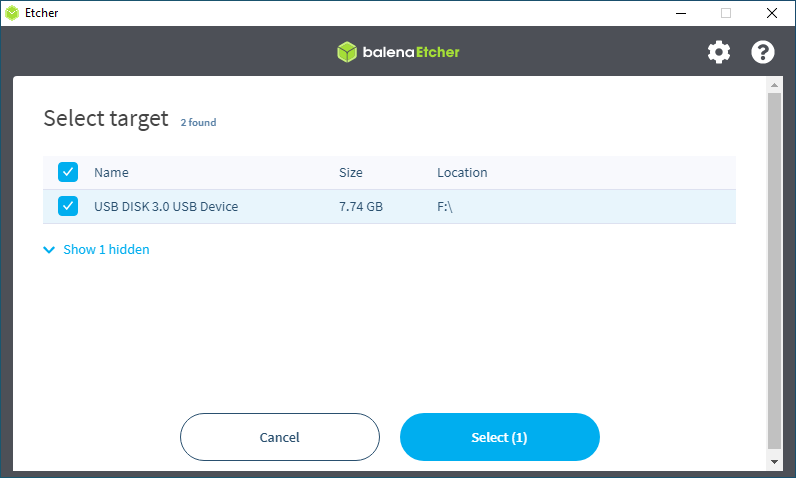 Etcher
balenaEtcher
Select target 2 found
Name Size Location
USB DISK 3.0 USB Device 7.74 GB F:\
Show 1 hidden
Cancel Select (1)